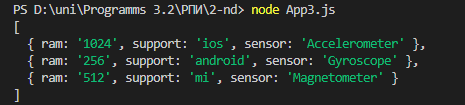 PS D:\uni\Programms 3.2\РПИ\2-nd> node App3.js
[
  { ram: '1024', support: 'ios', sensor: 'Accelerometer' },
  { ram: '256', support: 'android', sensor: 'Gyroscope' },
  { ram: '512', support: 'mi', sensor: 'Magnetometer' }
]